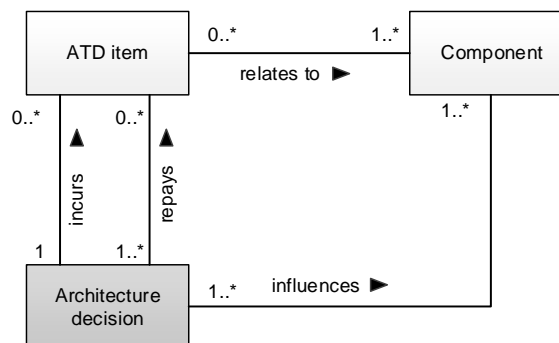 0..*
1..*
ATD item
Component
relates to
0..*
0..*
1..*
incurs
repays
1
1..*
Architecture
decision
1..*
influences